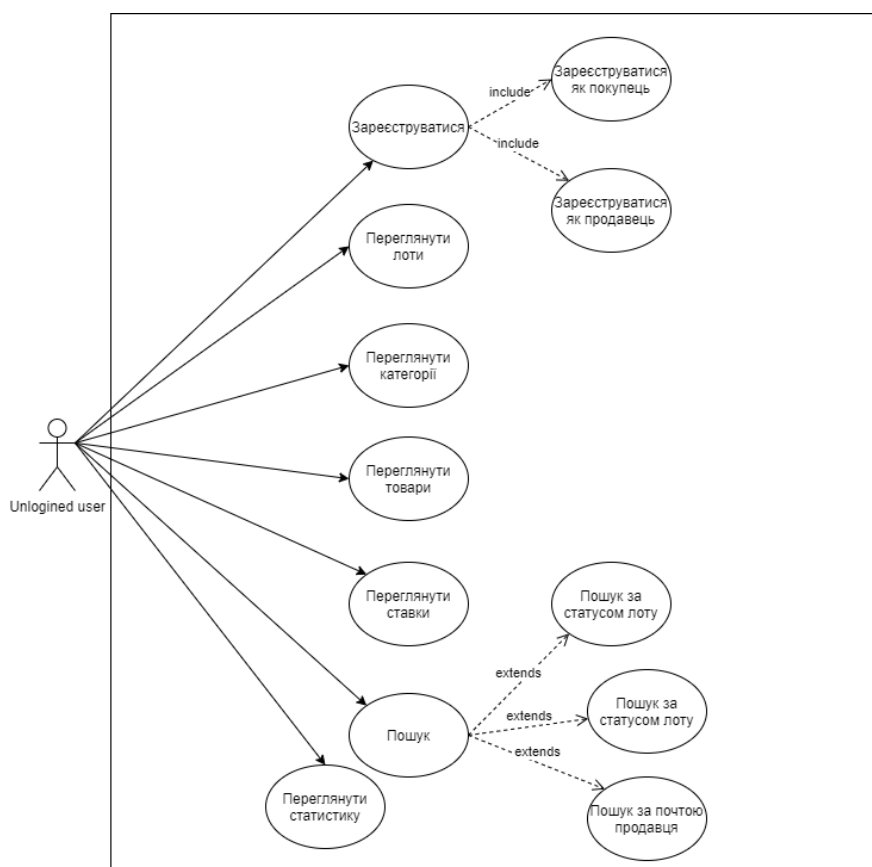 Зареєструватися
як покупець
include
Зареєструватися
include
Зареєструватися
як продавець
Переглянути
лоти
Переглянути
категорії
Unlogined user
Переглянути
товари
Переглянути
ставки
Пошук за
статусом лоту
extends
Пошук за
статусом лоту
extends
Пошук
extends
Переглянути
статистику
Пошук за почтою
продавця